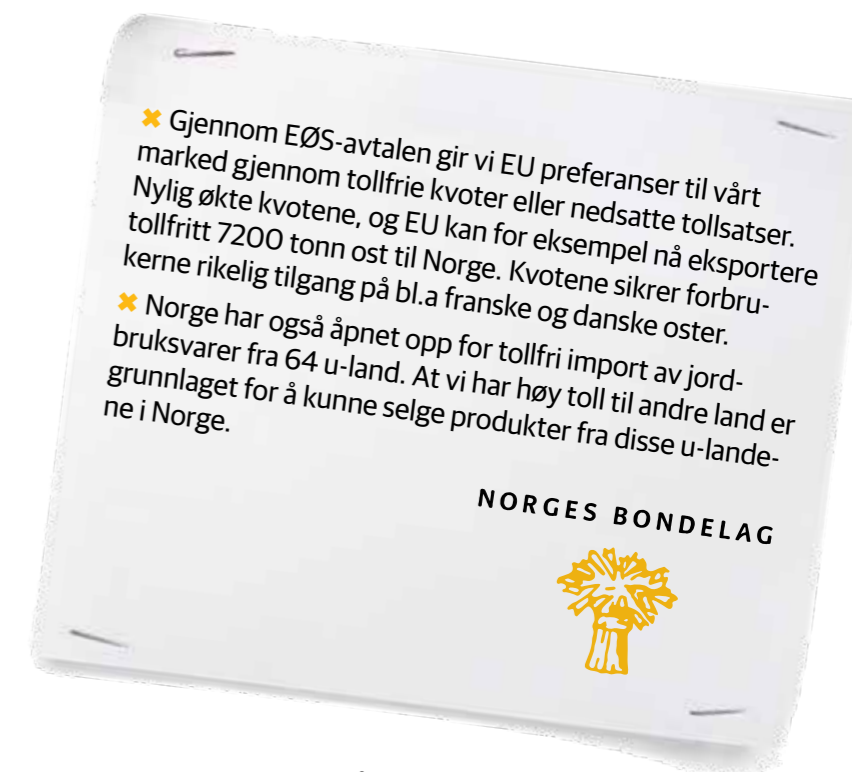 ✖ Gjennom EØS-avtalen gir vi EU preferanser til vårt
marked gjennom tollfrie kvoter eller nedsatte tollsatser.
Nylig økte kvotene, og EU kan for eksempel nå eksportere
tollfritt 7200 tonn ost til Norge. Kvotene sikrer forbru-
kerne rikelig tilgang på bl.a franske og danske oster.
✖ Norge har også åpnet opp for tollfri import av jord-
bruksvarer fra 64 u-land. At vi har høy toll til andre land er
grunnlaget for å kunne selge produkter fra disse u-lande-
ne i Norge.
NORGES BONDELAG